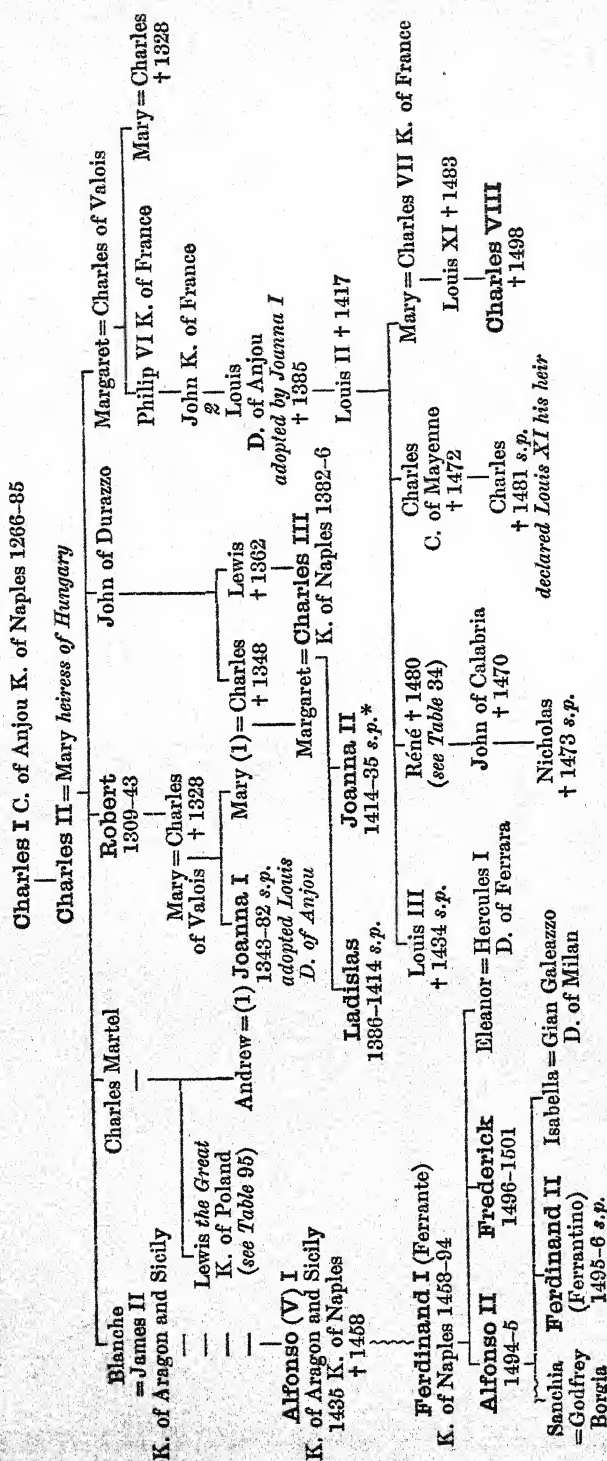 Charles I C. of Anjou K. of Naples 1266–85
Charles II = Mary heiress of Hungary
Blanche
= James II
K. of Aragon and Sicily
Charles Martel
Robert
1309–43
John of Durazzo
Margaret = Charles of Valois
Lewis the Great
K. of Poland
(see Table 95)
Mary = Charles
of Valois † 1328
Philip VI K. of France
Mary = Charles
† 1328
John K. of France
Andrew = (1) Joanna I
1343–82 s.p.
adopted Louis
D. of Anjou
Mary (1) = Charles
† 1348
Lewis
† 1362
2
Louis
D. of Anjou
adopted by Joanna I
† 1385
Margaret = Charles III
K. of Naples 1382–6
Louis II † 1417
Alfonso (V) I
K. of Aragon and Sicily
1435 K. of Naples
† 1458
Ladislas
1386–1414 s.p.
Joanna II
1414–35 s.p.*
Louis III
† 1434 s.p.
Réné † 1480
(see Table 34)
Charles
C. of Mayenne
† 1472
Mary = Charles VII K. of France
John of Calabria
† 1470
Charles
† 1481 s.p.
declared Louis XI his heir
Louis XI † 1483
Nicholas
† 1473 s.p.
Charles VIII
† 1498
Ferdinand I (Ferrante)
K. of Naples 1458–94
Alfonso II
1494–5
Frederick
1496–1501
Eleanor = Hercules I
D. of Ferrara
Sanchia
= Godfrey
Borgia
Ferdinand II
(Ferrantino)
1495–6 s.p.
Isabella = Gian Galeazzo
D. of Milan